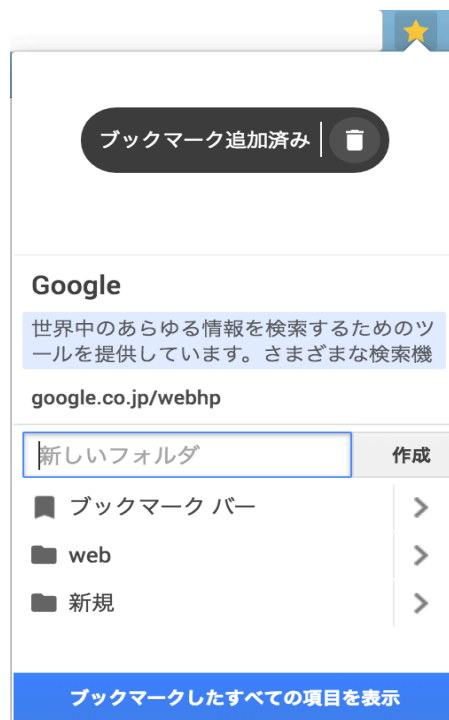 ブックマーク追加済み
Google
世界中のあらゆる情報を検索するためのツ
ールを提供しています。さまざまな検索機
google.co.jp/webhp
新しいフォルダ
作成
ブックマーク バー
web
新規
ブックマークしたすべての項目を表示